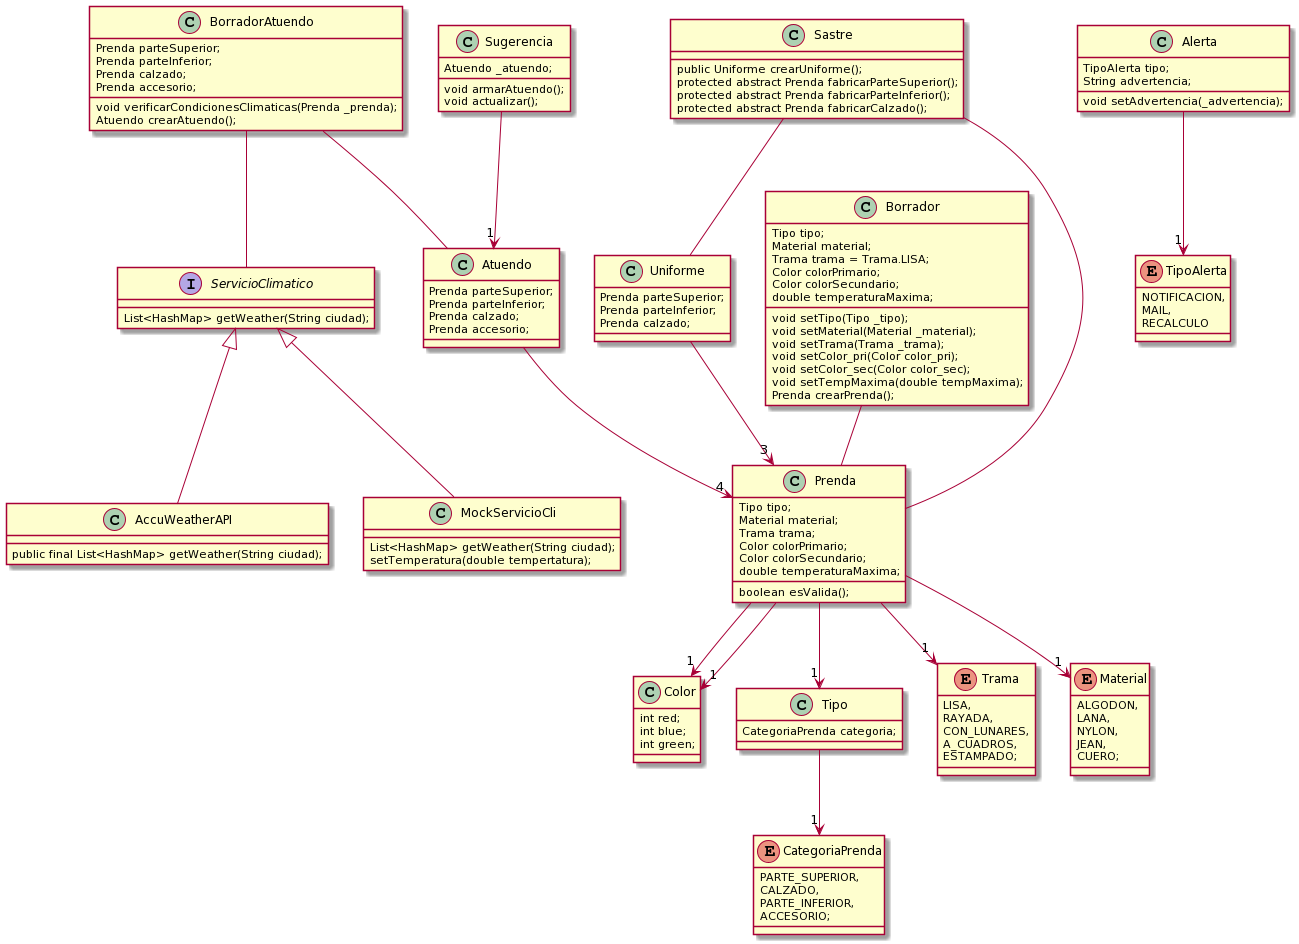 C BorradorAtuendo
Prenda parteSuperior;
Prenda parteInferior;
Prenda calzado;
Prenda accesorio;
void verificarCondicionesClimaticas(Prenda _prenda);
Atuendo crearAtuendo();
C Sugerencia
Atuendo _atuendo;
void armarAtuendo();
void actualizar();
C Sastre
public Uniforme crearUniforme();
protected abstract Prenda fabricarParteSuperior();
protected abstract Prenda fabricarParteInferior();
protected abstract Prenda fabricarCalzado();
C Alerta
TipoAlerta tipo;
String advertencia;
void setAdvertencia(_advertencia);
C Borrador
Tipo tipo;
Material material;
Trama trama = Trama.LISA;
Color colorPrimario;
Color colorSecundario;
double temperaturaMaxima;
void setTipo(Tipo _tipo);
void setMaterial(Material _material);
void setTrama(Trama _trama);
void setColor_pri(Color color_pri);
void setColor_sec(Color color_sec);
void setTempMaxima(double tempMaxima);
Prenda crearPrenda();
1
1
I ServicioClimatico
List<HashMap> getWeather(String ciudad);
C Atuendo
Prenda parteSuperior;
Prenda parteInferior;
Prenda calzado;
Prenda accesorio;
C Uniforme
Prenda parteSuperior;
Prenda parteInferior;
Prenda calzado;
E TipoAlerta
NOTIFICACION,
MAIL,
RECALCULO
3
4
C AccuWeatherAPI
public final List<HashMap> getWeather(String ciudad);
C MockServicioCli
List<HashMap> getWeather(String ciudad);
setTemperatura(double tempertatura);
C Prenda
Tipo tipo;
Material material;
Trama trama;
Color colorPrimario;
Color colorSecundario;
double temperaturaMaxima;
boolean esValida();
1
1
1
1
1
C Color
int red;
int blue;
int green;
C Tipo
CategoriaPrenda categoria;
E Trama
LISA,
RAYADA,
CON_LUNARES,
A_CUADROS,
ESTAMPADO;
E Material
ALGODON,
LANA,
NYLON,
JEAN,
CUERO;
1
E CategoriaPrenda
PARTE_SUPERIOR,
CALZADO,
PARTE_INFERIOR,
ACCESORIO;